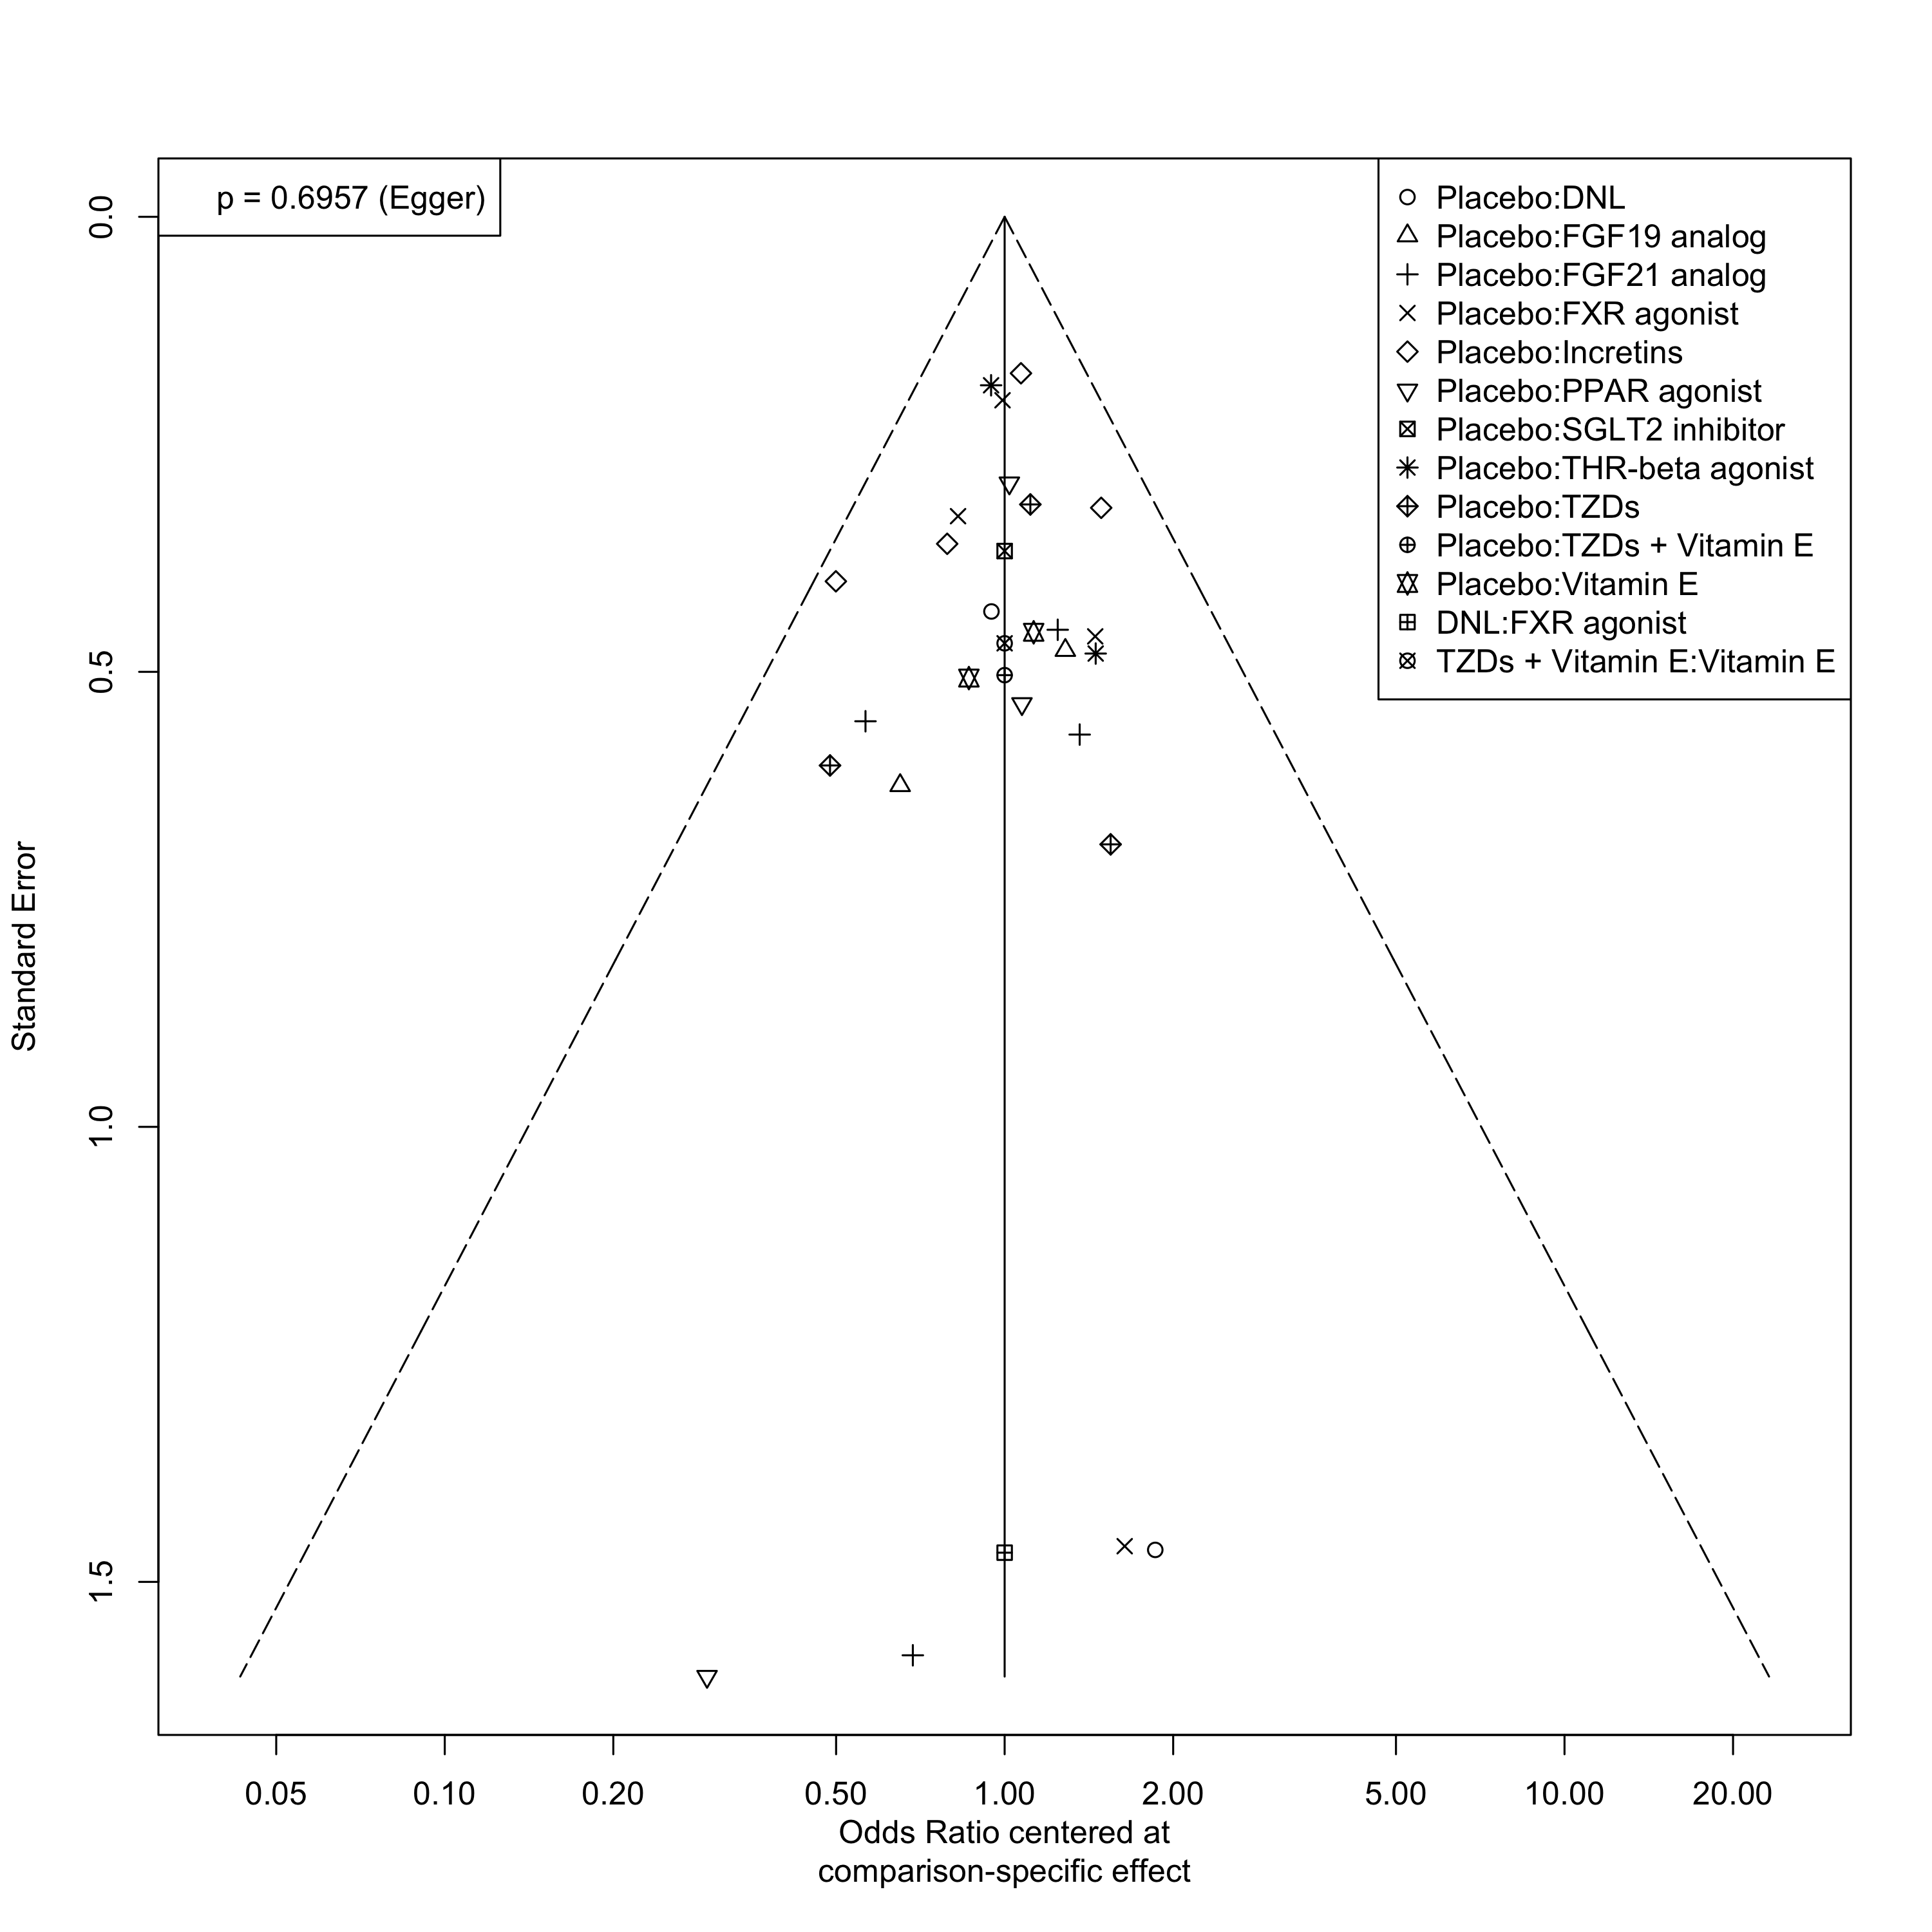 p = 0.6957 (Egger)
Placebo:DNL
Placebo:FGF19 analog
Placebo:FGF21 analog
Placebo:FXR agonist
Placebo:Incretins
Placebo:PPAR agonist
Placebo:SGLT2 inhibitor
Placebo:THR-beta agonist
Placebo:TZDs
Placebo:TZDs + Vitamin E
Placebo:Vitamin E
DNL:FXR agonist
TZDs + Vitamin E:Vitamin E
Standard Error
0.0
0.5
1.0
1.5
0.05 0.10 0.20 0.50 1.00 2.00 5.00 10.00 20.00
Odds Ratio centered at
comparison-specific effect